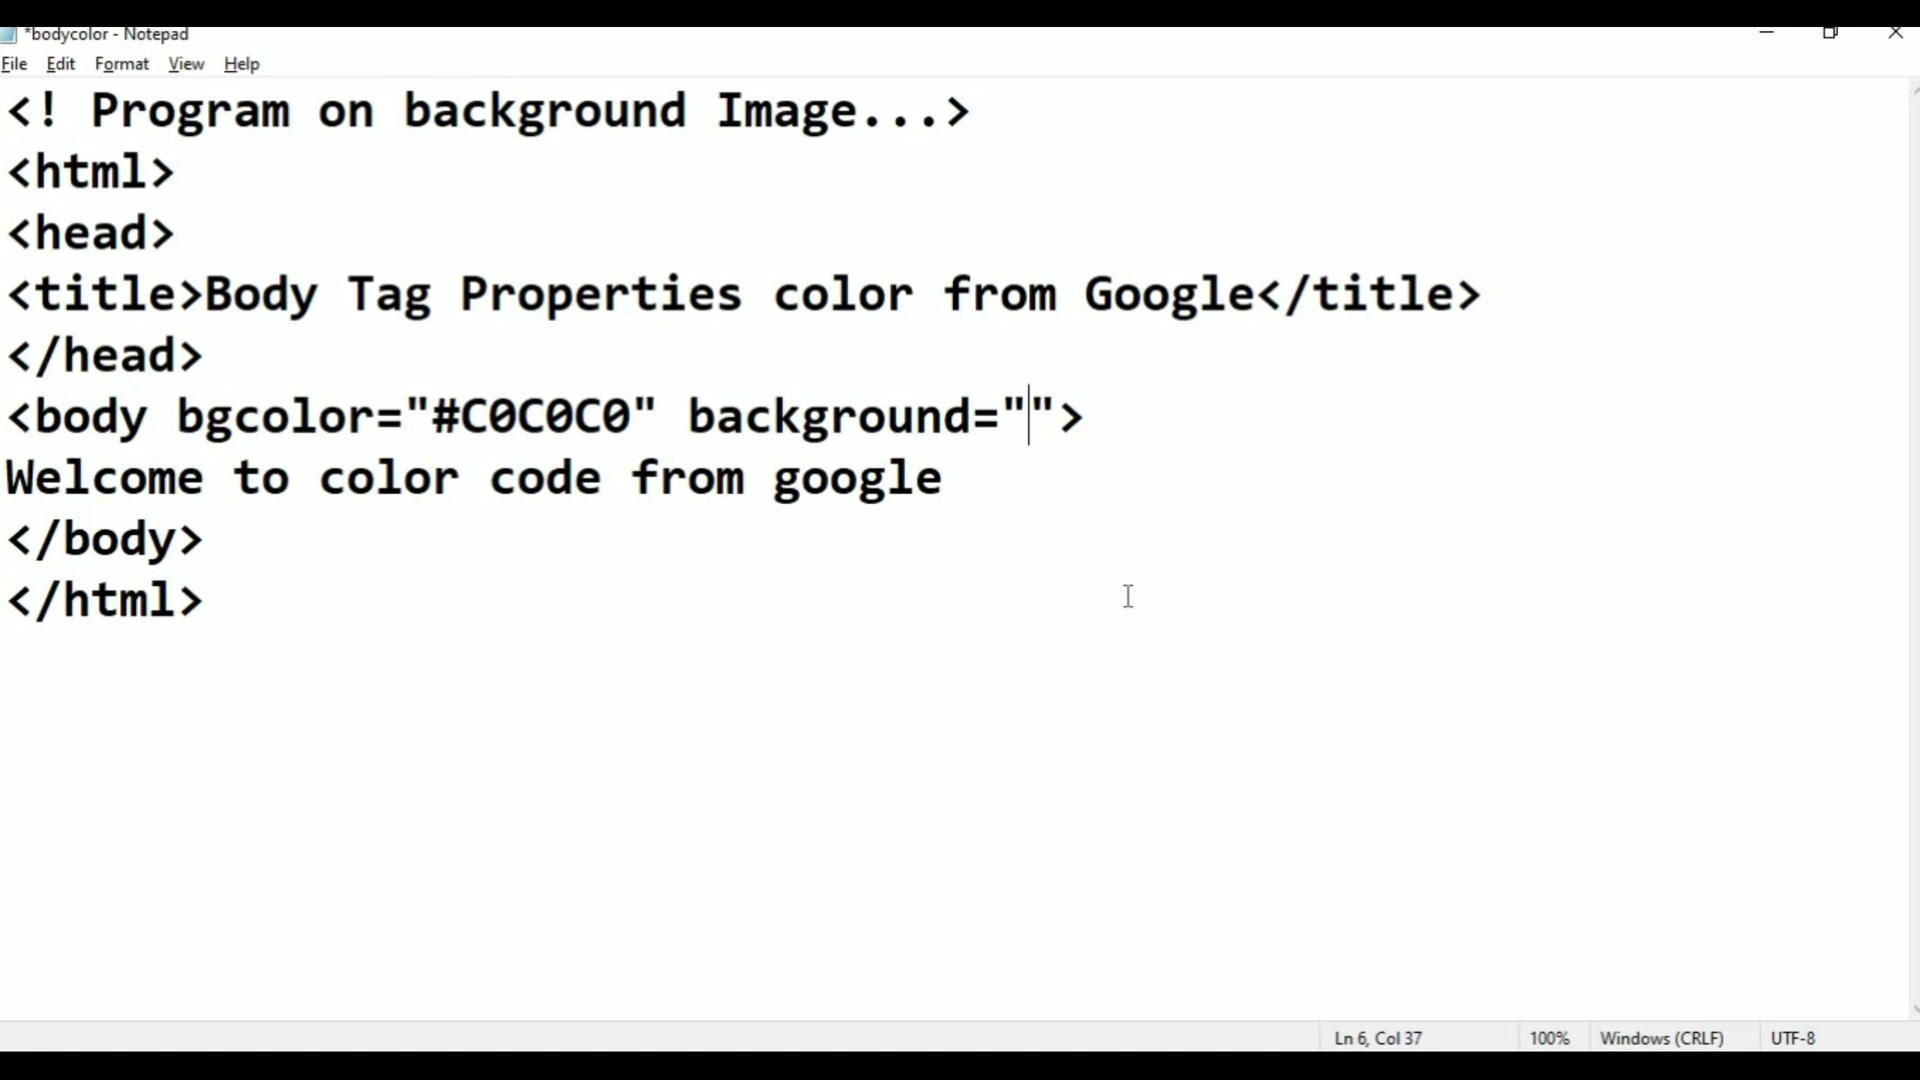 *bodycolor - Notepad
File Edit Format View Help
<! Program on background Image...>
<html>
<head>
<title>Body Tag Properties color from Google</title>
</head>
<body bgcolor="#C0C0C0" background="">
Welcome to color code from google
</body>
</html>
Ln 6, Col 37 100% Windows (CRLF) UTF-8